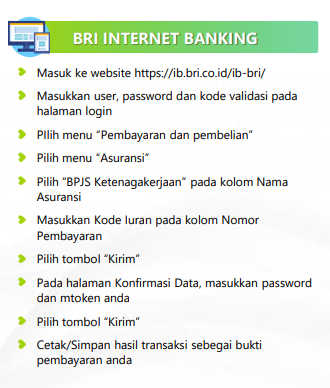 BRI INTERNET BANKING
Masuk ke website https://ib.bri.co.id/ib-bri/
Masukkan user, password dan kode validasi pada
halaman login
PIlih menu "Pembayaran dan pembelian"
Pilih menu "Asuransi"
Pilih "BPJS Ketenagakerjaan" pada kolom Nama
Asuransi
Masukkan Kode Iuran pada kolom Nomor
Pembayaran
Pilih tombol "Kirim"
Pada halaman Konfirmasi Data, masukkan password
dan mtoken anda
Pilih tombol "Kirim"
Cetak/Simpan hasil transaksi sebegai bukti
pembayaran anda